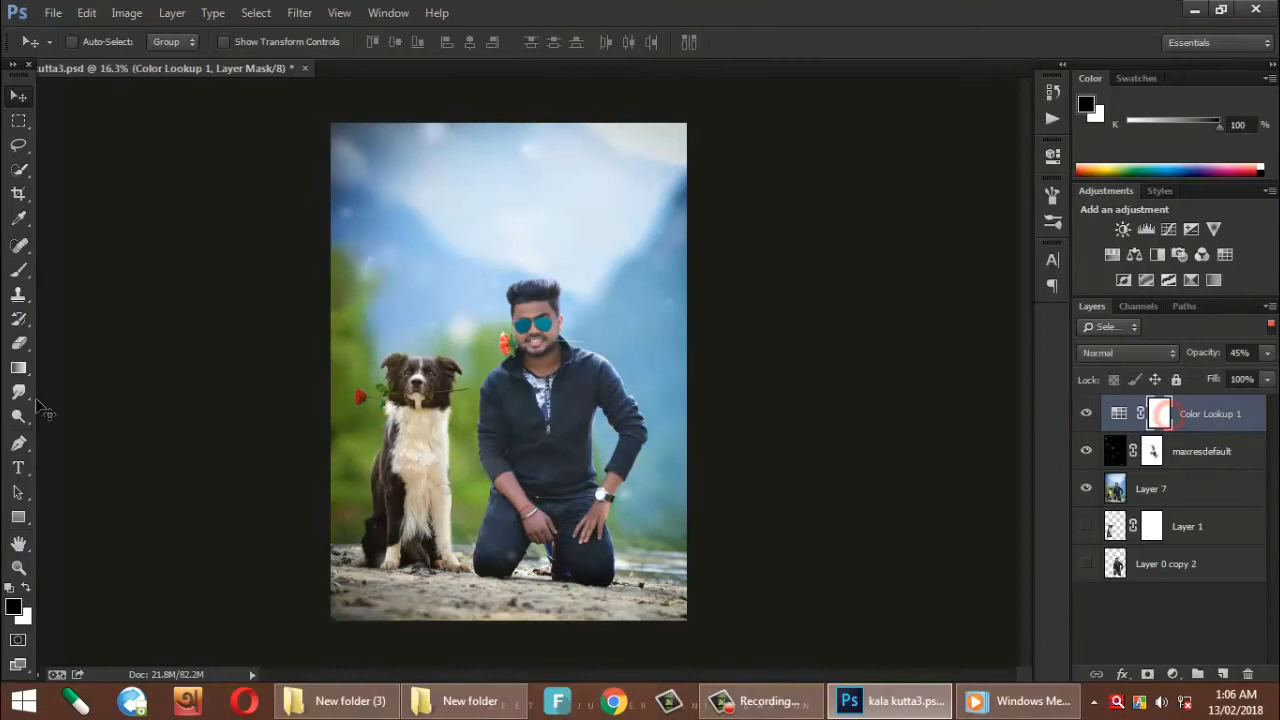 Ps File Edit Image Layer Type Select Filter View Window Help
Auto-Select: Group Show Transform Controls Essentials
kutta3.psd @ 16.3% (Color Lookup 1, Layer Mask/8) * ×
Color Swatches
K 100 %
Adjustments Styles
Add an adjustment
Layers Channels Paths
Sele...
Normal Opacity: 45%
Lock: Fill: 100%
Color Lookup 1
maxresdefault
Layer 7
Layer 1
Layer 0 copy 2
Doc: 21.8M/82.2M
New folder (3) New folder Recording... Ps kala kutta3.ps... Windows Me... 1:06 AM
13/02/2018